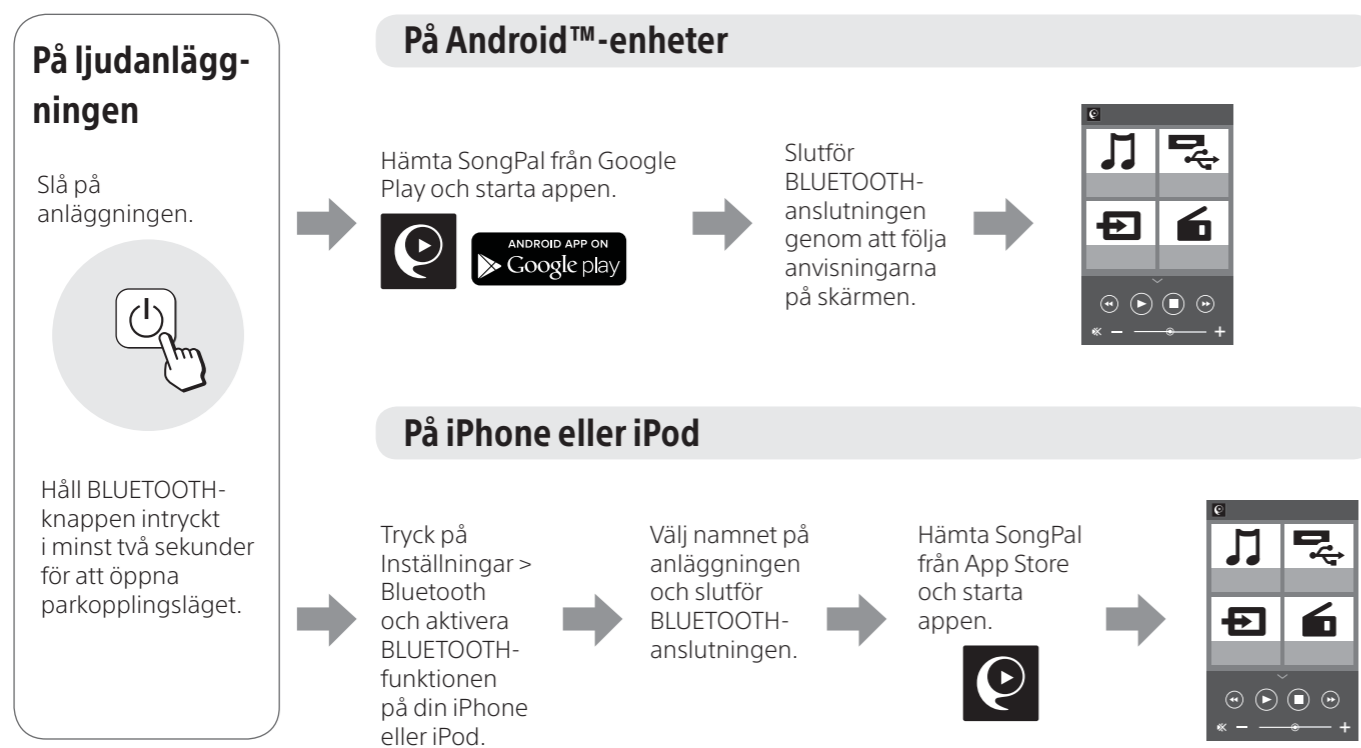 På ljudanlägg-
ningen
Slå på
anläggningen.
Håll BLUETOOTH-
knappen intryckt
i minst två sekunder
för att öppna
parkopplingsläget.
På Android™-enheter
Hämta SongPal från Google
Play och starta appen.
ANDROID APP ON
Google play
Slutför
BLUETOOTH-
anslutningen
genom att följa
anvisningarna
på skärmen.
På iPhone eller iPod
Tryck på
Inställningar >
Bluetooth
och aktivera
BLUETOOTH-
funktionen
på din iPhone
eller iPod.
Välj namnet på
anläggningen
och slutför
BLUETOOTH-
anslutningen.
Hämta SongPal
från App Store
och starta
appen.